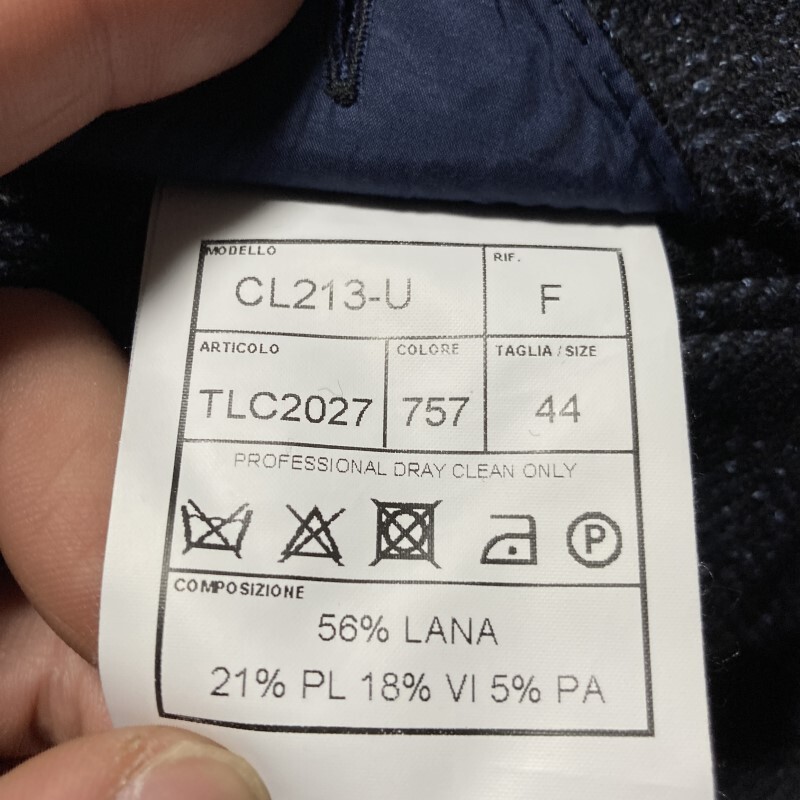 MODELLO
RIF.
CL213-U
F
ARTICOLO
COLORE
TAGLIA / SIZE
TLC2027
757
44
PROFESSIONAL DRAY CLEAN ONLY
P
COMPOSIZIONE
56% LANA
21% PL 18% VI 5% PA